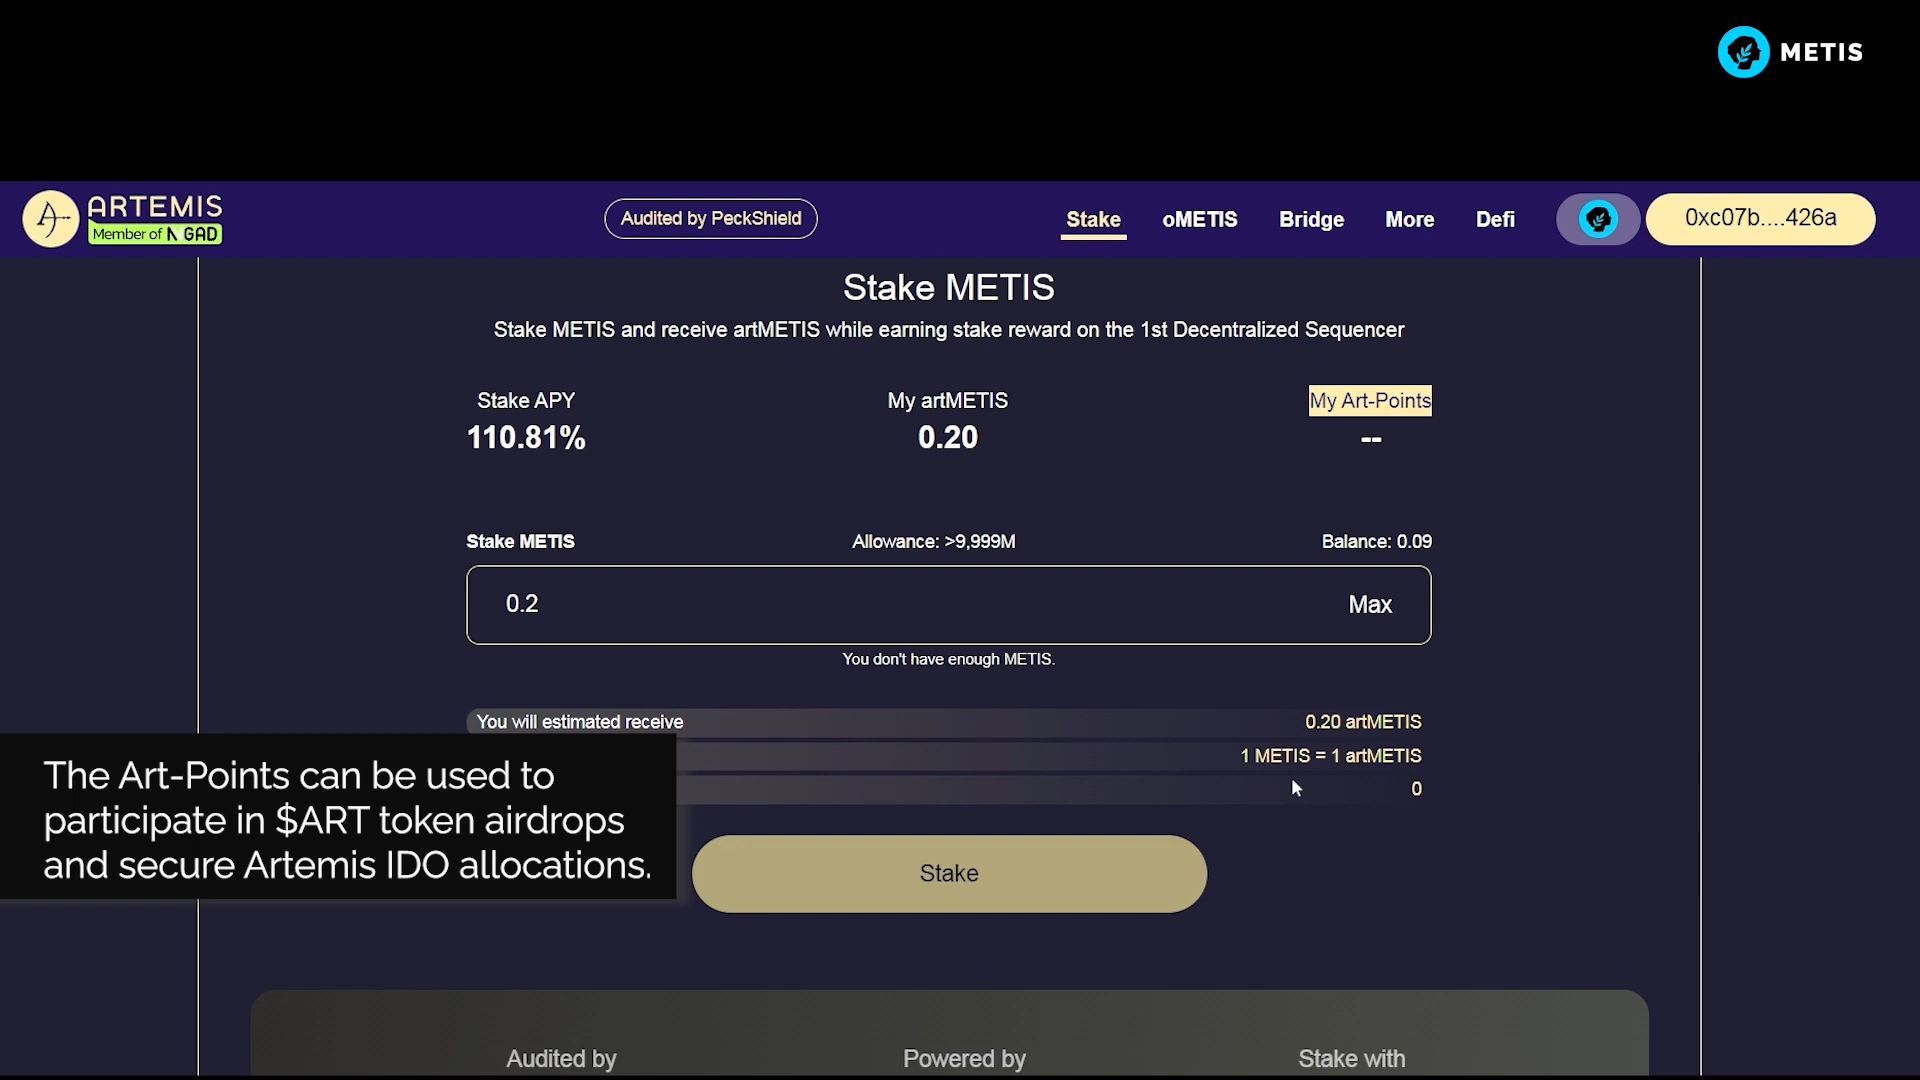 METIS
ARTEMIS
Member of GAD
Audited by PeckShield
Stake
oMETIS
Bridge
More
Defi
0xc07b....426a
Stake METIS
Stake METIS and receive artMETIS while earning stake reward on the 1st Decentralized Sequencer
Stake APY
My artMETIS
My Art-Points
110.81%
0.20
--
Stake METIS
Allowance: >9,999M
Balance: 0.09
0.2
Max
You don't have enough METIS.
You will estimated receive
0.20 artMETIS
1 METIS = 1 artMETIS
0
The Art-Points can be used to
participate in $ART token airdrops
and secure Artemis IDO allocations.
Stake
Audited by
Powered by
Stake with